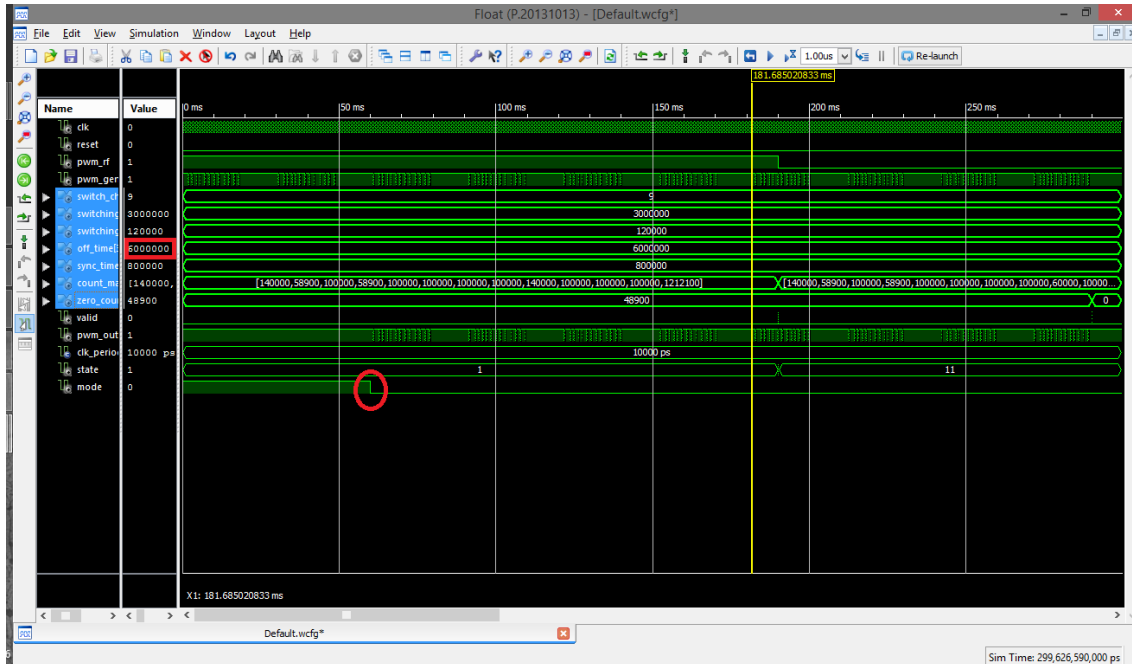 Float (P.20131013) - [Default.wcfg*]
File Edit View Simulation Window Layout Help
1.00us Re-launch
181.685020833 ms
Name Value 0 ms 50 ms 100 ms 150 ms 200 ms 250 ms
clk 0
reset 0
pwm_rf 1
pwm_ger 1
switch_ch 9 9
switching 3000000 3000000
switching 120000 120000
off_time[ 6000000 6000000
sync_time 800000 800000
count_ma [140000, [140000,58900,100000,58900,100000,100000,100000,100000,140000,100000,100000,100000,1212100] [140000,58900,100000,58900,100000,100000,100000,100000,60000,10000...
zero_cou 48900 48900 0
valid 0
pwm_out 1
clk_perio 10000 ps 10000 ps
state 1 1 11
mode 0
X1: 181.685020833 ms
Default.wcfg*
Sim Time: 299,626,590,000 ps